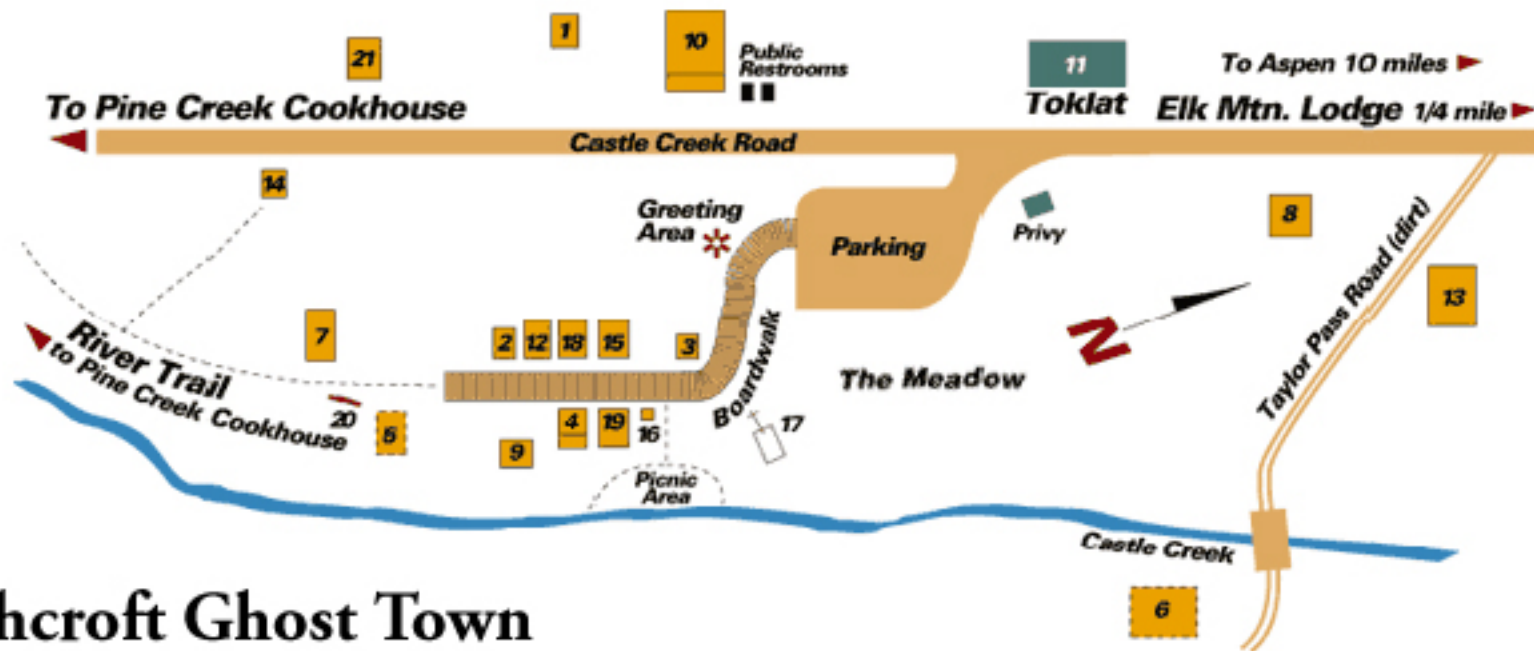 1
10
21
Public
Restrooms
11
Toklat
To Aspen 10 miles
To Pine Creek Cookhouse
Elk Mtn. Lodge 1/4 mile
Castle Creek Road
14
Greeting
Area
Parking
Privy
8
13
Taylor Pass Road (dirt)
N
7
2
12
18
15
3
Boardwalk
The Meadow
River Trail
to Pine Creek Cookhouse
20
5
9
4
19
16
17
Picnic
Area
Castle Creek
6
hcroft Ghost Town